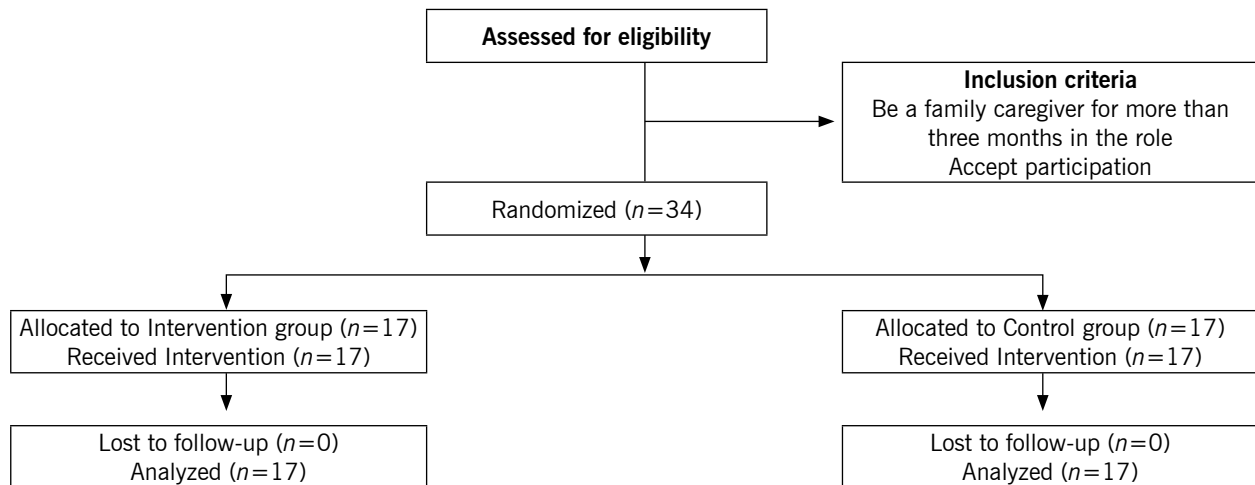 Assessed for eligibility
Inclusion criteria
Be a family caregiver for more than
three months in the role
Accept participation
Randomized (n=34)
Allocated to Intervention group (n=17)
Received Intervention (n=17)
Allocated to Control group (n=17)
Received Intervention (n=17)
Lost to follow-up (n=0)
Analyzed (n=17)
Lost to follow-up (n=0)
Analyzed (n=17)